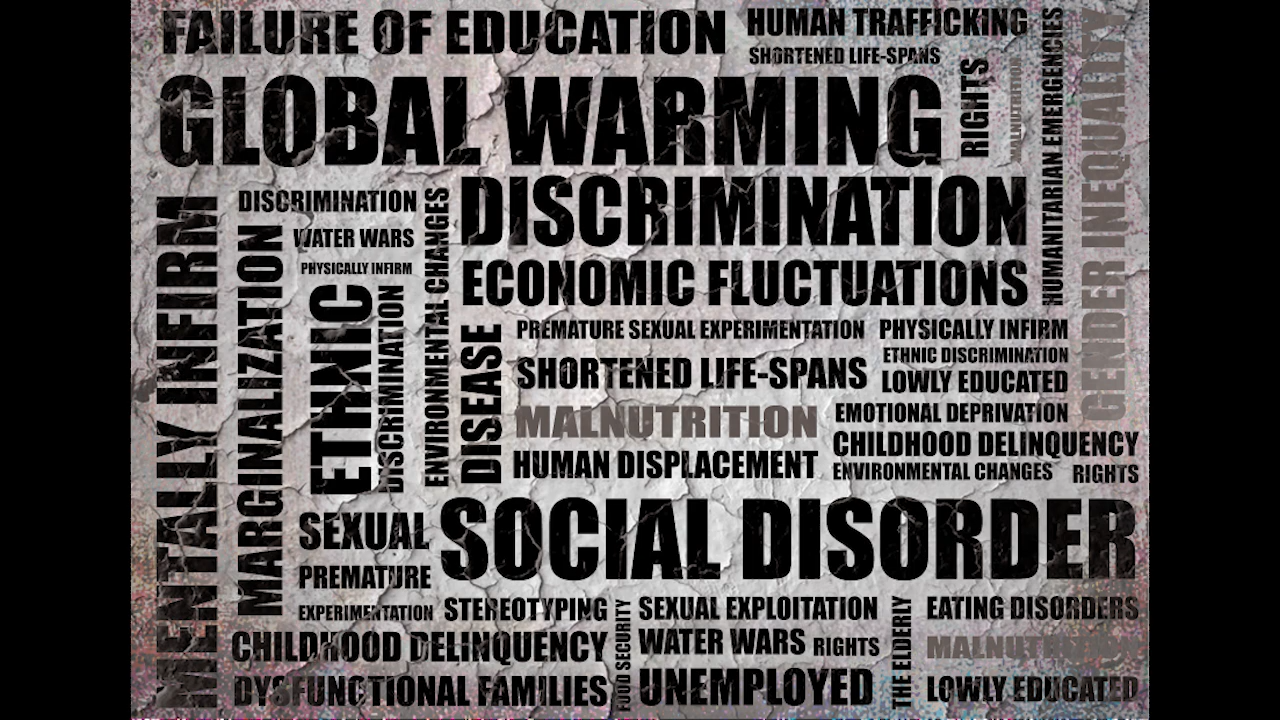 FAILURE OF EDUCATION
HUMAN TRAFFICKING
SHORTENED LIFE-SPANS
GLOBAL WARMING
RIGHTS
MALNUTRITION
HUMANITARIAN EMERGENCIES
GENDER INEQUALITY
MENTALLY INFIRM
MARGINALIZATION
DISCRIMINATION
WATER WARS
PHYSICALLY INFIRM
ETHNIC
DISCRIMINATION
ENVIRONMENTAL CHANGES
DISCRIMINATION
ECONOMIC FLUCTUATIONS
DISEASE
PREMATURE SEXUAL EXPERIMENTATION
PHYSICALLY INFIRM
ETHNIC DISCRIMINATION
SHORTENED LIFE-SPANS
LOWLY EDUCATED
MALNUTRITION
EMOTIONAL DEPRIVATION
CHILDHOOD DELINQUENCY
HUMAN DISPLACEMENT
ENVIRONMENTAL CHANGES
RIGHTS
SEXUAL
PREMATURE
EXPERIMENTATION
SOCIAL DISORDER
STEREOTYPING
FOOD SECURITY
SEXUAL EXPLOITATION
THE ELDERLY
EATING DISORDERS
CHILDHOOD DELINQUENCY
WATER WARS
RIGHTS
MALNUTRITION
DYSFUNCTIONAL FAMILIES
UNEMPLOYED
LOWLY EDUCATED